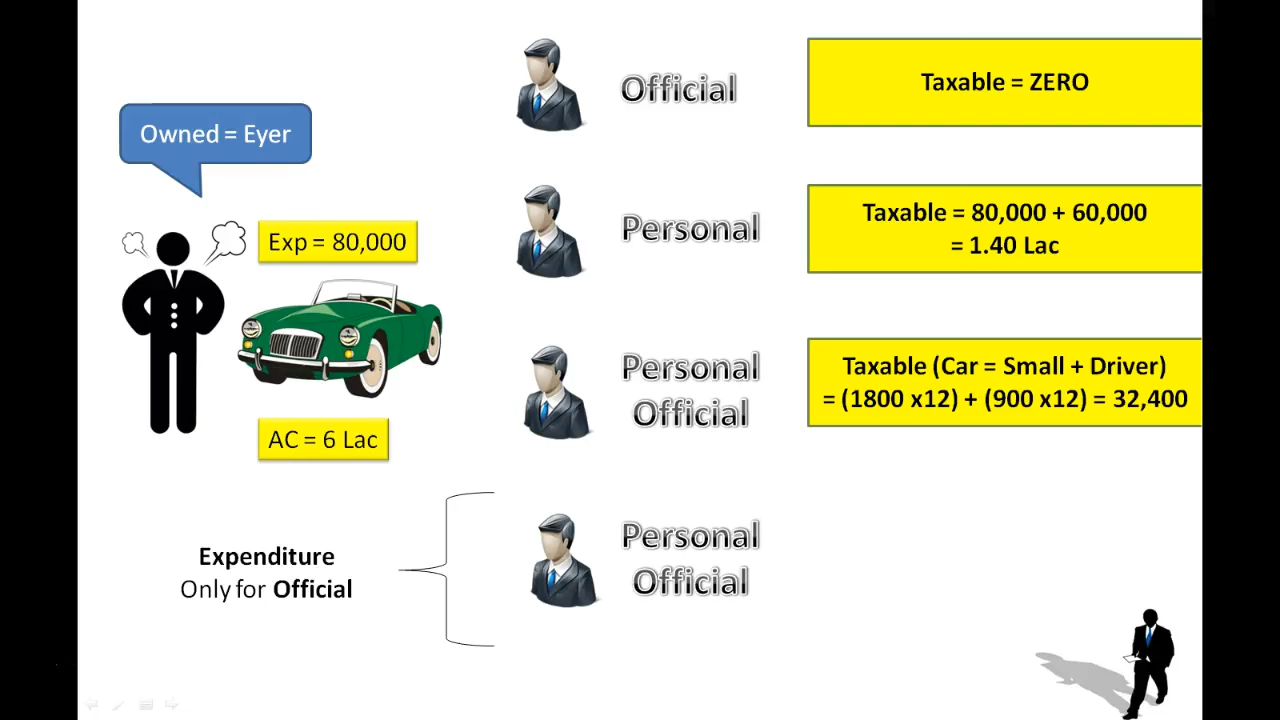 Owned = Eyer
Exp = 80,000
AC = 6 Lac
Expenditure
Only for Official
Official
Taxable = ZERO
Personal
Taxable = 80,000 + 60,000
= 1.40 Lac
Personal
Official
Taxable (Car = Small + Driver)
= (1800 x12) + (900 x12) = 32,400
Personal
Official